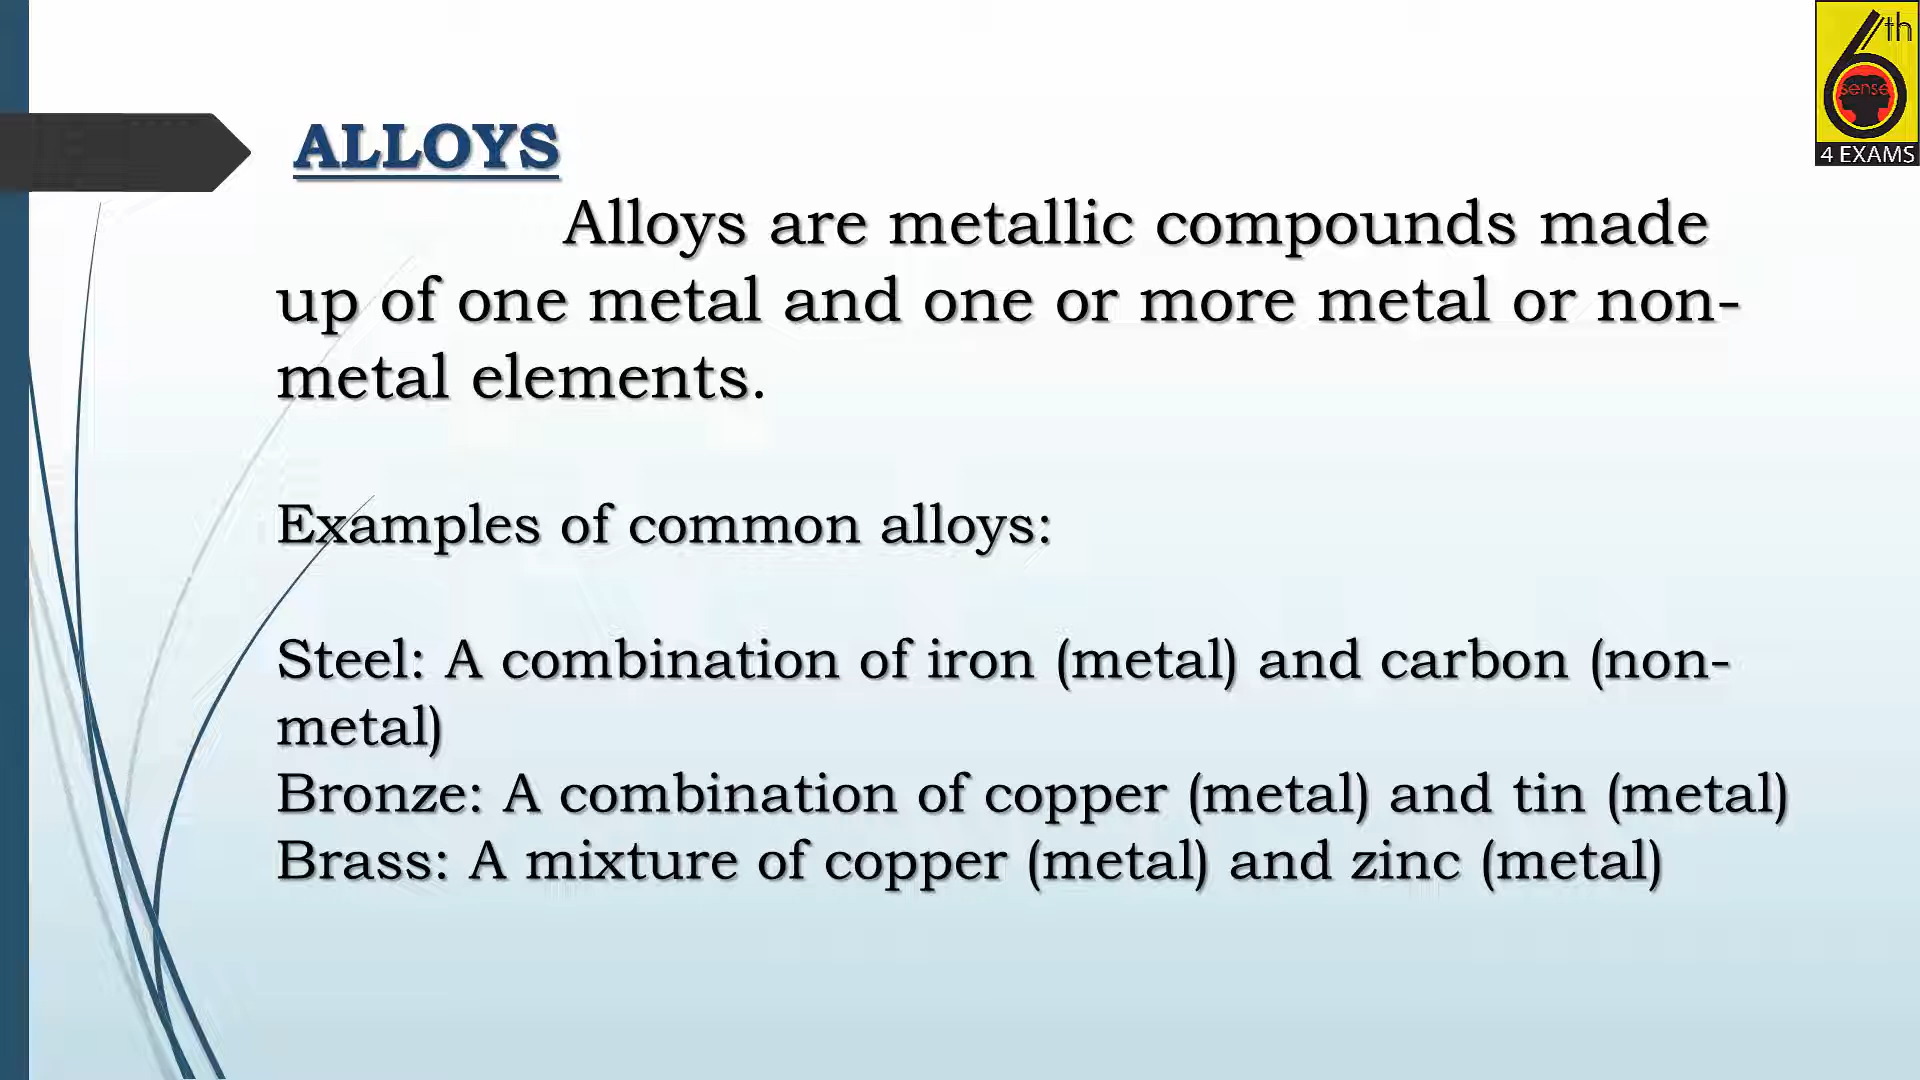 6th
sense
4 EXAMS
ALLOYS
Alloys are metallic compounds made
up of one metal and one or more metal or non-
metal elements.
Examples of common alloys:
Steel: A combination of iron (metal) and carbon (non-
metal)
Bronze: A combination of copper (metal) and tin (metal)
Brass: A mixture of copper (metal) and zinc (metal)